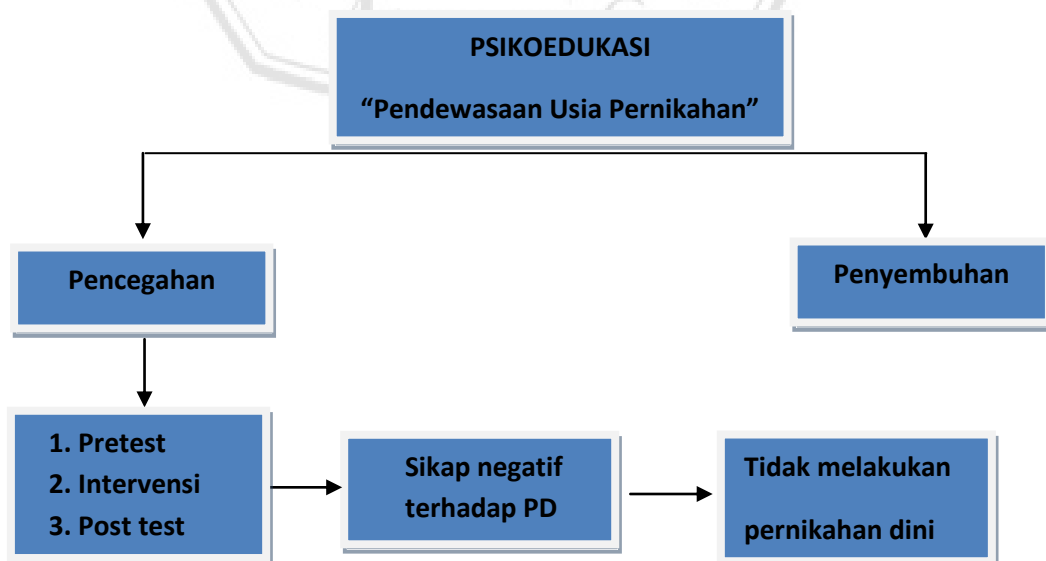 PSIKOEDUKASI
“Pendewasaan Usia Pernikahan”
Pencegahan
Penyembuhan
1. Pretest
2. Intervensi
3. Post test
Sikap negatif
terhadap PD
Tidak melakukan
pernikahan dini